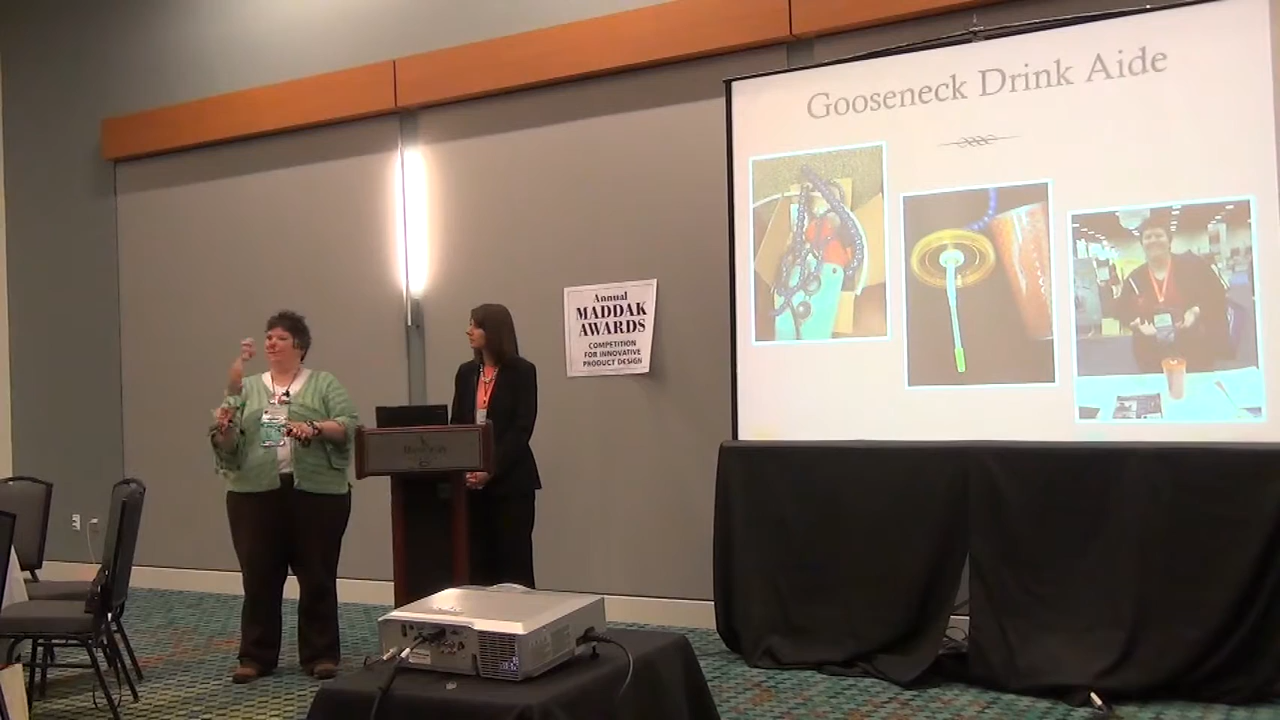 Gooseneck Drink Aide
Annual
MADDAK
AWARDS
COMPETITION
FOR INNOVATIVE
PRODUCT DESIGN